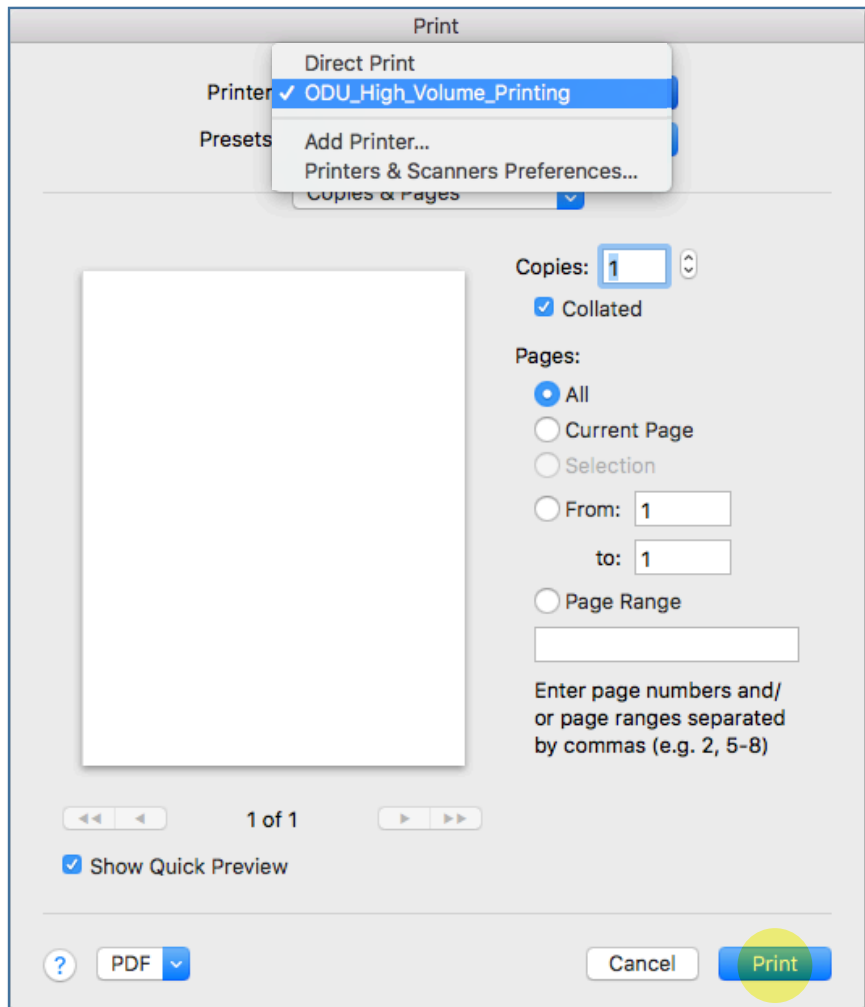 Print
Direct Print
Printer ✓ ODU_High_Volume_Printing
Presets
Add Printer...
Printers & Scanners Preferences...
Copies & Pages
Copies: 1
Collated
Pages:
All
Current Page
Selection
From: 1
to: 1
Page Range
Enter page numbers and/
or page ranges separated
by commas (e.g. 2, 5-8)
1 of 1
Show Quick Preview
? PDF Cancel Print